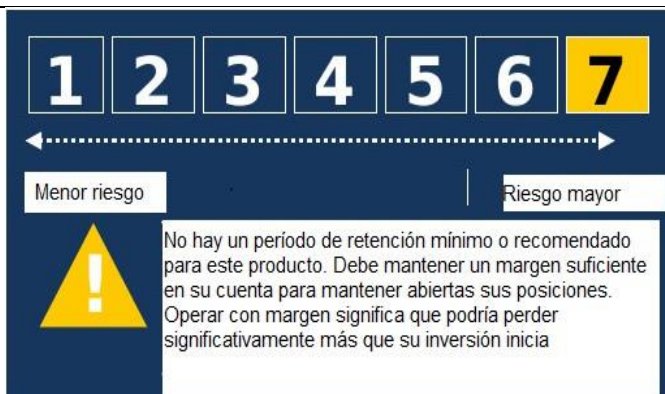 1 2 3 4 5 6 7
Menor riesgo
Riesgo mayor
!
No hay un período de retención mínimo o recomendado
para este producto. Debe mantener un margen suficiente
en su cuenta para mantener abiertas sus posiciones.
Operar con margen significa que podría perder
significativamente más que su inversión inicia